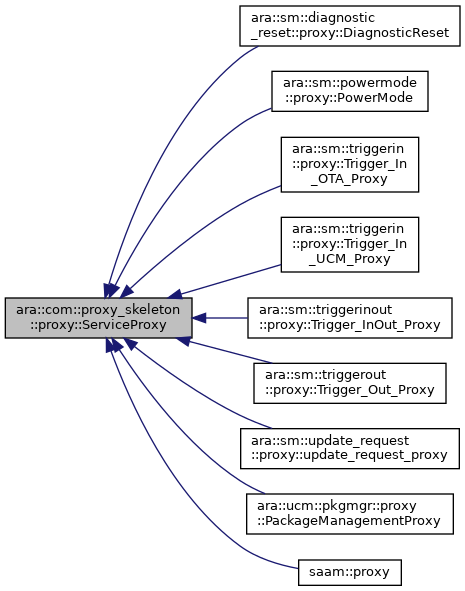 ara::sm::diagnostic
_reset::proxy::DiagnosticReset
ara::sm::powermode
::proxy::PowerMode
ara::sm::triggerin
::proxy::Trigger_In
_OTA_Proxy
ara::sm::triggerin
::proxy::Trigger_In
_UCM_Proxy
ara::com::proxy_skeleton
::proxy::ServiceProxy
ara::sm::triggerinout
::proxy::Trigger_InOut_Proxy
ara::sm::triggerout
::proxy::Trigger_Out_Proxy
ara::sm::update_request
::proxy::update_request_proxy
ara::ucm::pkgmgr::proxy
::PackageManagementProxy
saam::proxy